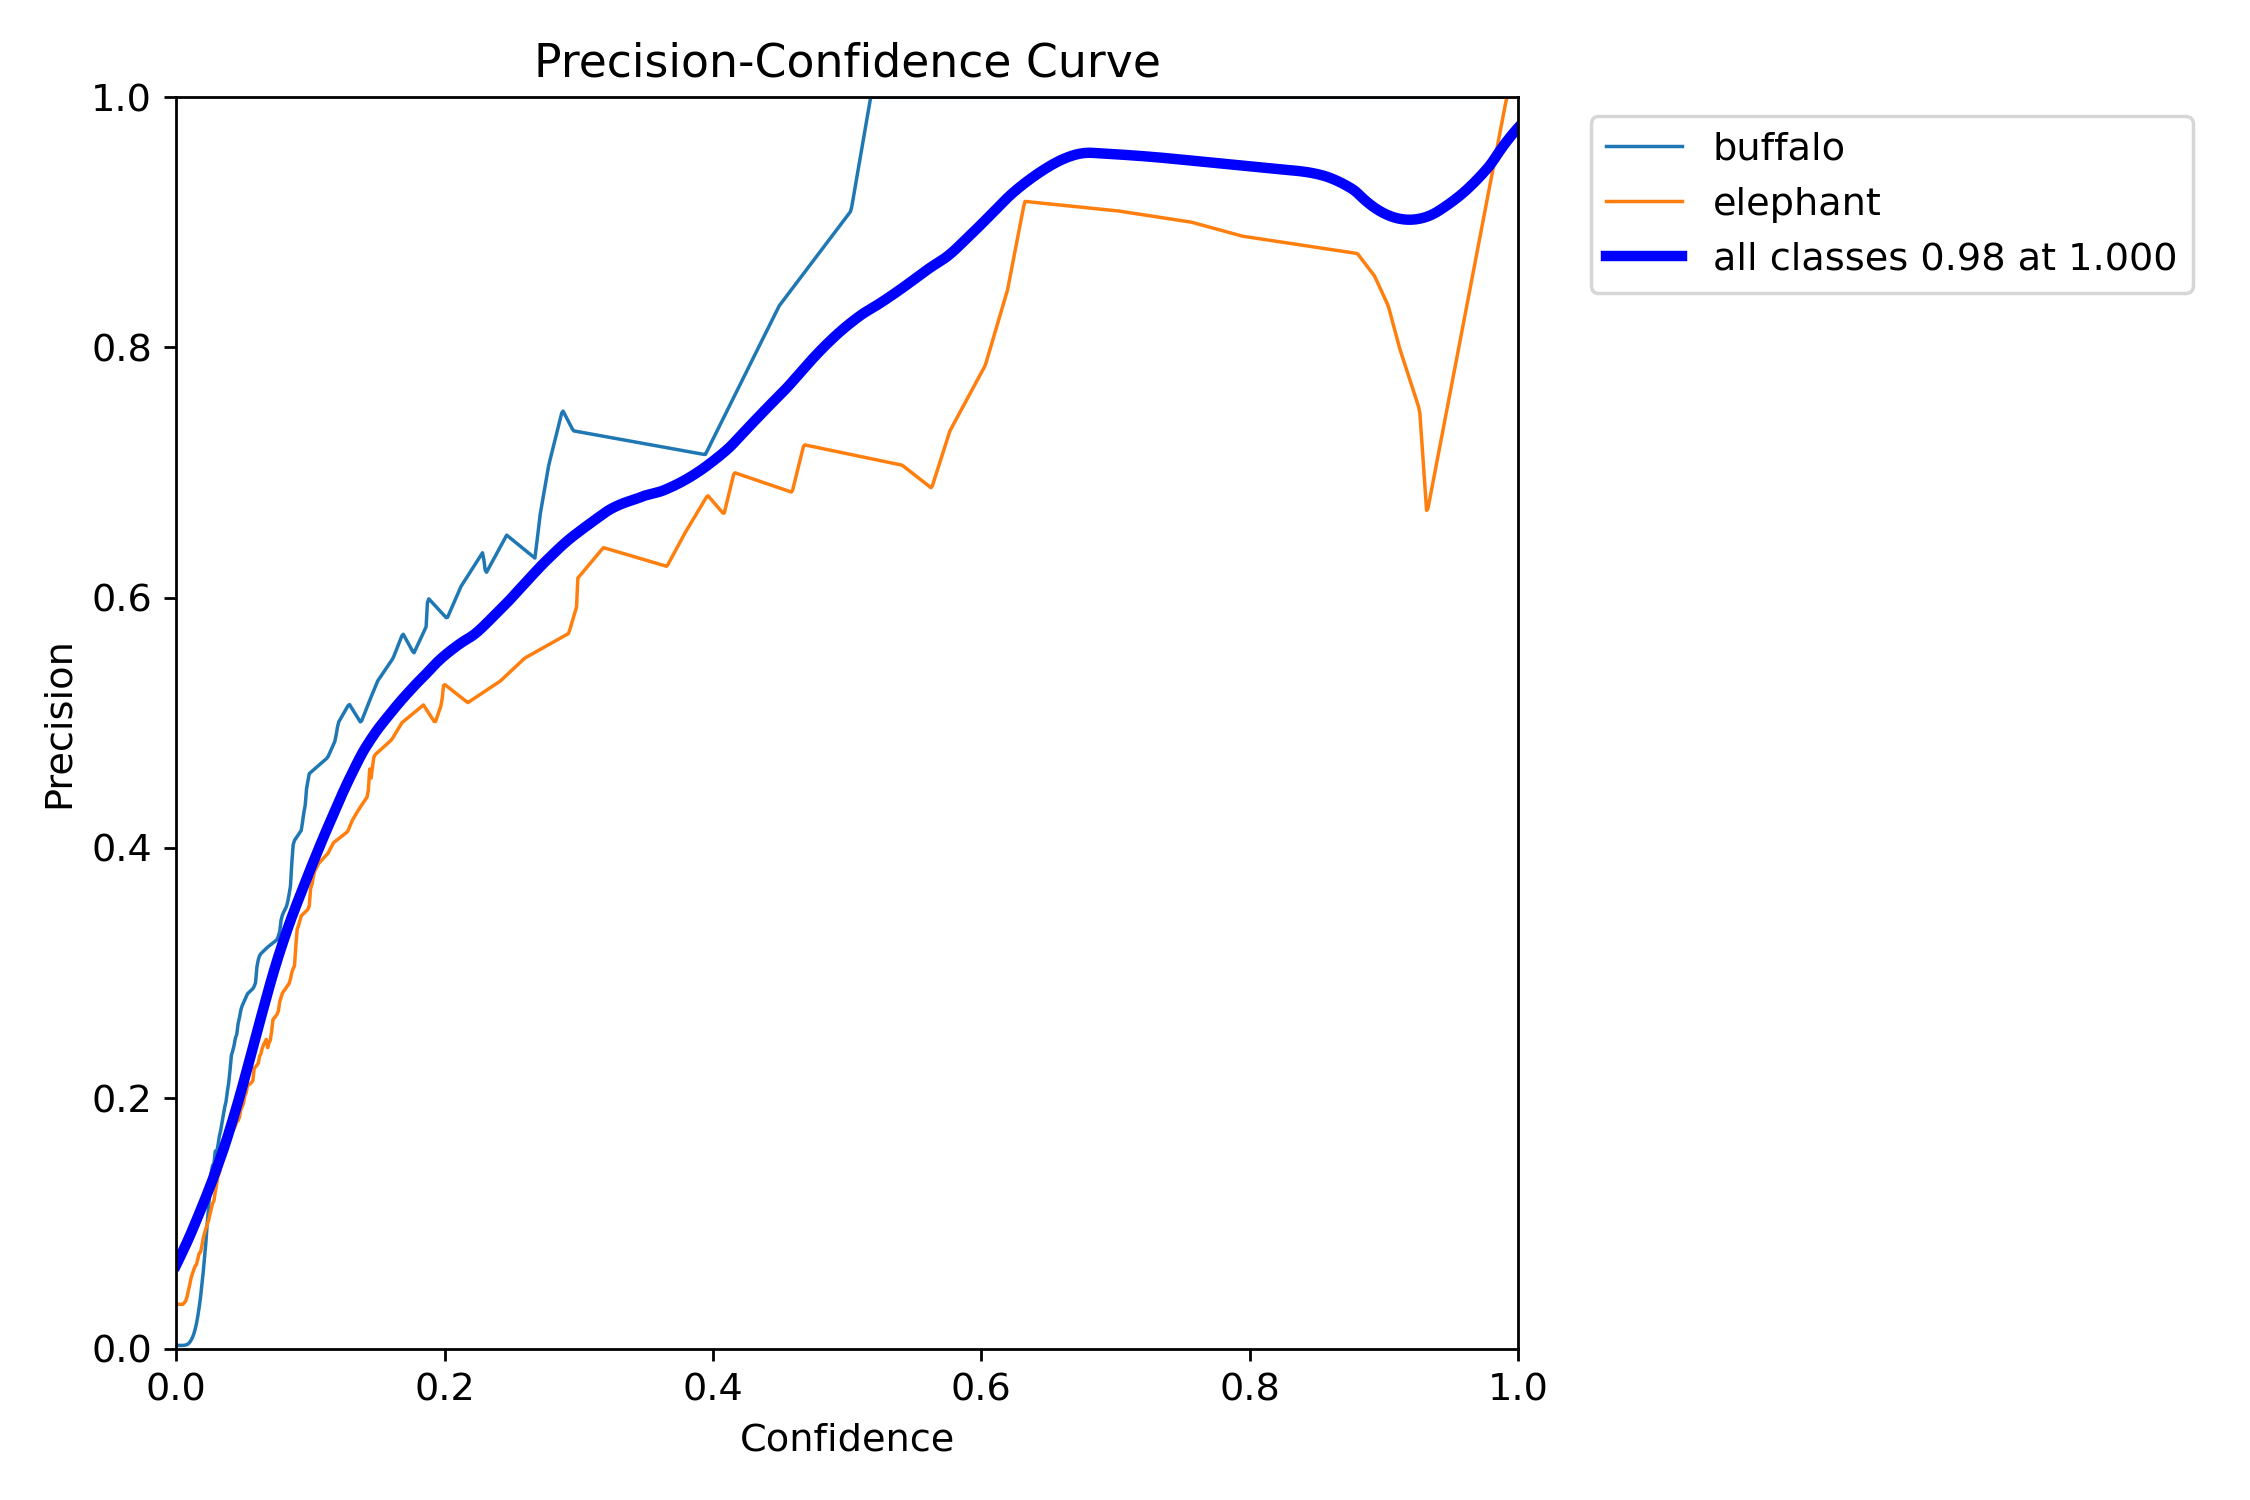 Precision-Confidence Curve
1.0
0.8
0.6
0.4
0.2
0.0
Precision
0.0 0.2 0.4 0.6 0.8 1.0
Confidence
buffalo
elephant
all classes 0.98 at 1.000